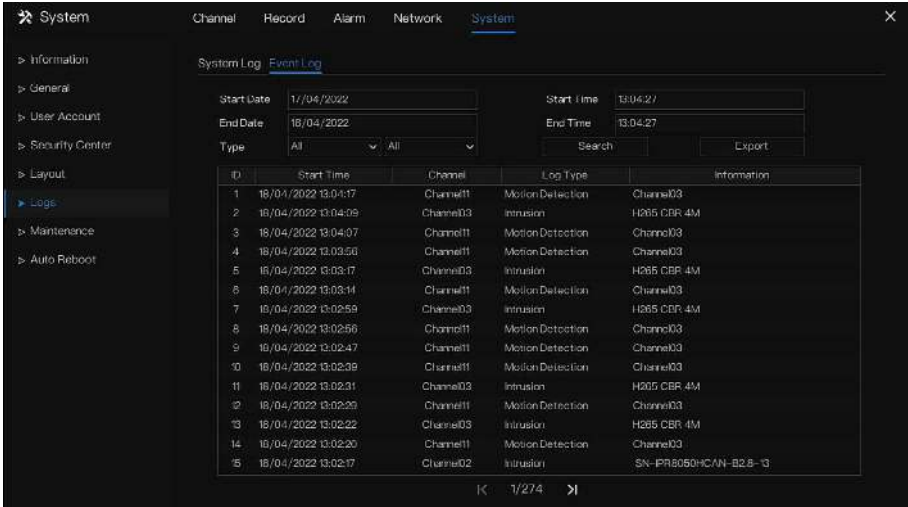 System Channel Record Alarm Network System X
Information
General
User Account
Security Center
Layout
Logs
Maintenance
Auto Reboot
System Log Event Log
Start Date 17/04/2022 Start Time 13:04:27
End Date 18/04/2022 End Time 13:04:27
Type All All Search Export
ID Start Time Channel Log Type Information
1 18/04/2022 13:04:17 Channel11 Motion Detection Channel03
2 18/04/2022 13:04:09 Channel03 Intrusion H265 CBR 4M
3 18/04/2022 13:04:07 Channel11 Motion Detection Channel03
4 18/04/2022 13:03:56 Channel11 Motion Detection Channel03
5 18/04/2022 13:03:17 Channel03 Intrusion H265 CBR 4M
6 18/04/2022 13:03:14 Channel11 Motion Detection Channel03
7 18/04/2022 13:02:59 Channel03 Intrusion H265 CBR 4M
8 18/04/2022 13:02:56 Channel11 Motion Detection Channel03
9 18/04/2022 13:02:47 Channel11 Motion Detection Channel03
10 18/04/2022 13:02:39 Channel11 Motion Detection Channel03
11 18/04/2022 13:02:31 Channel03 Intrusion H265 CBR 4M
12 18/04/2022 13:02:29 Channel11 Motion Detection Channel03
13 18/04/2022 13:02:22 Channel03 Intrusion H265 CBR 4M
14 18/04/2022 13:02:20 Channel11 Motion Detection Channel03
15 18/04/2022 13:02:17 Channel02 Intrusion SN-IPR8050HCAN-B2.8-13
1/274